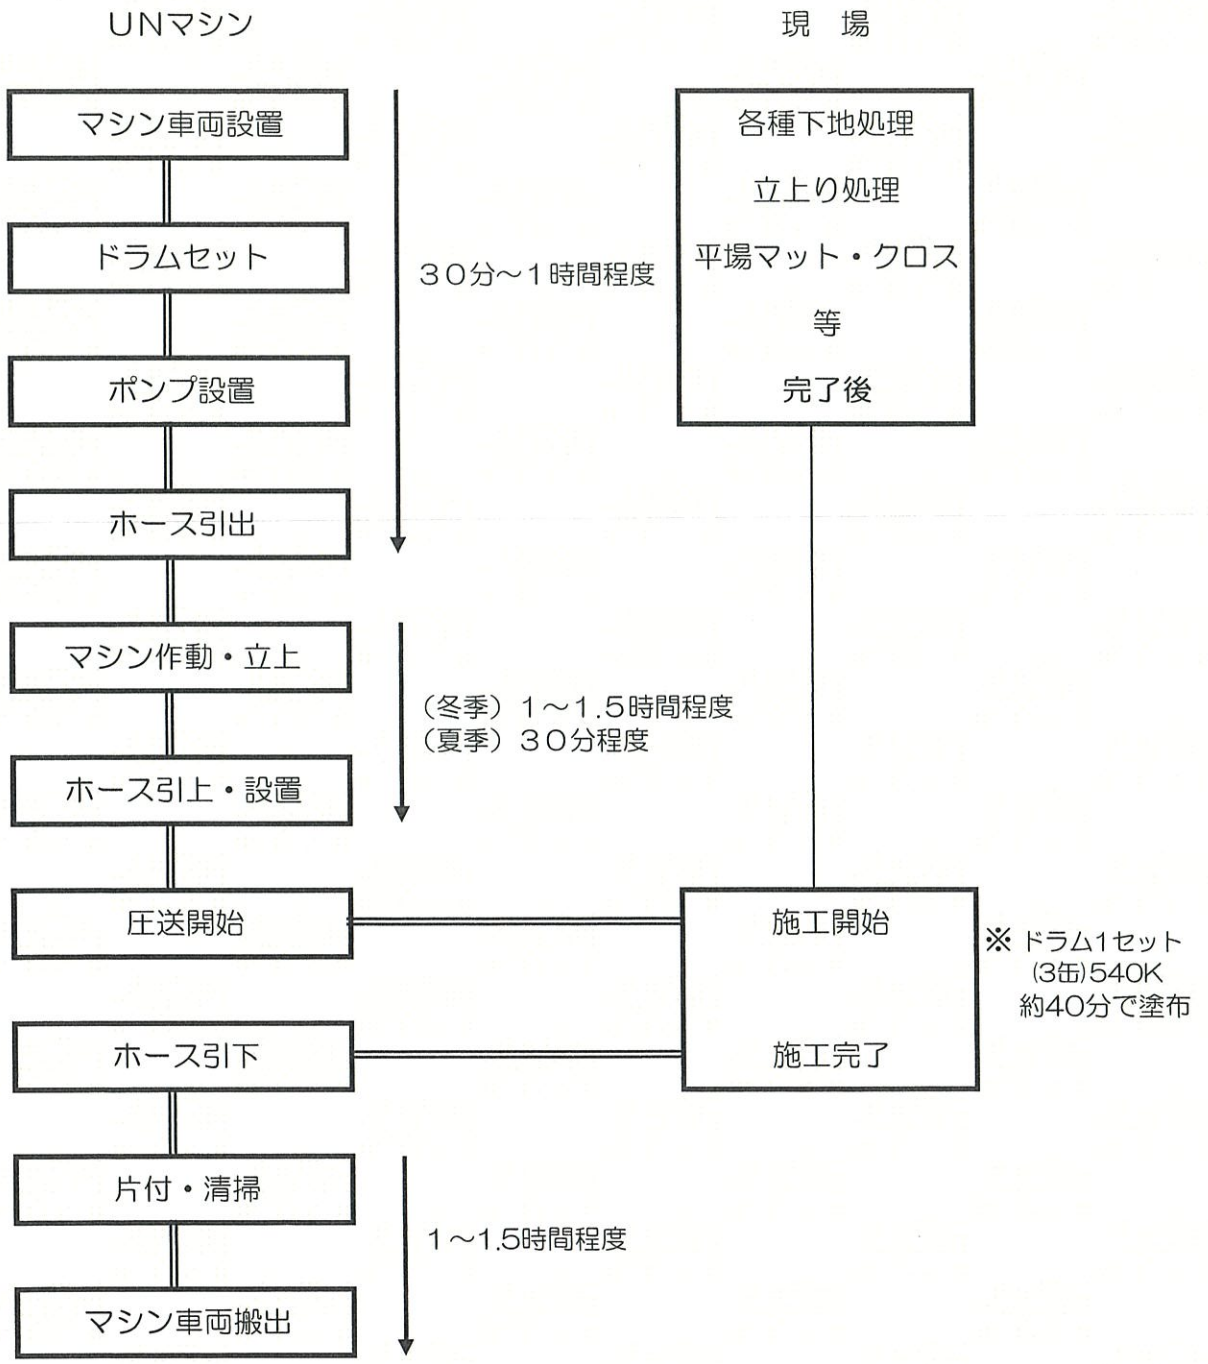 UNマシン
現 場
マシン車両設置
ドラムセット
ポンプ設置
ホース引出
30分～1時間程度
各種下地処理
立上り処理
平場マット・クロス
等
完了後
マシン作動・立上
ホース引上・設置
(冬季) 1～1.5時間程度
(夏季) 30分程度
圧送開始
施工開始
※ ドラム1セット
(3缶)540K
約40分で塗布
ホース引下
施工完了
片付・清掃
マシン車両搬出
1～1.5時間程度